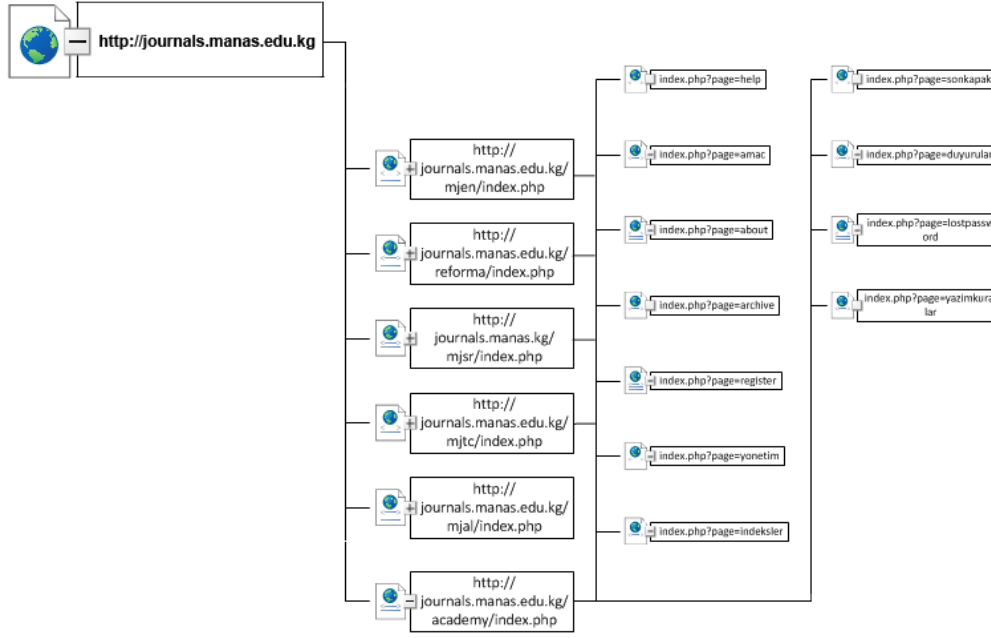 http://journals.manas.edu.kg
http://
journals.manas.edu.kg/
mjen/index.php
http://
journals.manas.edu.kg/
reforma/index.php
http://
journals.manas.kg/
mjsr/index.php
http://
journals.manas.edu.kg/
mjtc/index.php
http://
journals.manas.edu.kg/
mjal/index.php
http://
journals.manas.edu.kg/
academy/index.php
index.php?page=help
index.php?page=amac
index.php?page=about
index.php?page=archive
index.php?page=register
index.php?page=yonetim
index.php?page=indeksler
index.php?page=sonkapak
index.php?page=duyurular
index.php?page=lostpassw
ord
index.php?page=yazimkura
lar